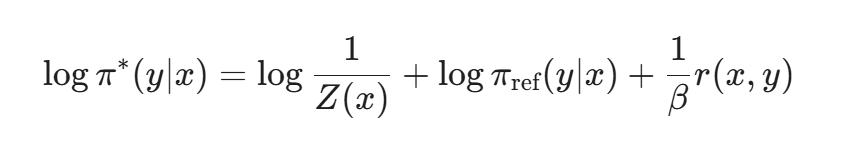 log π*(y|x) = log 1/Z(x) + log π_ref(y|x) + 1/β r(x, y)